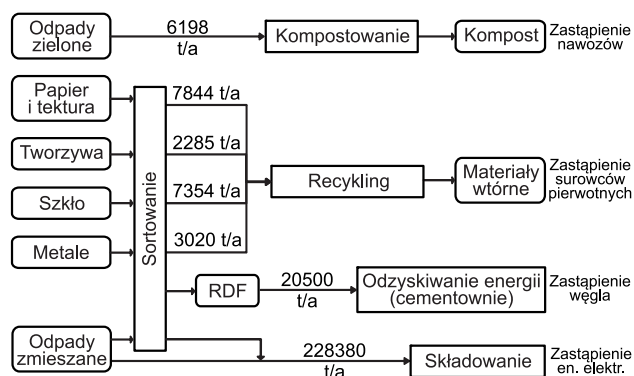 Odpady
zielone
6198
t/a
Kompostowanie
Kompost
Zastąpienie
nawozów
Papier
i tektura
7844 t/a
Tworzywa
2285 t/a
Szkło
7354 t/a
Metale
3020 t/a
Sortowanie
Recykling
Materiały
wtórne
Zastąpienie
surowców
pierwotnych
RDF
20500
t/a
Odzyskiwanie energii
(cementownie)
Zastąpienie
węgla
Odpady
zmieszane
228380
t/a
Składowanie
Zastąpienie
en. elektr.